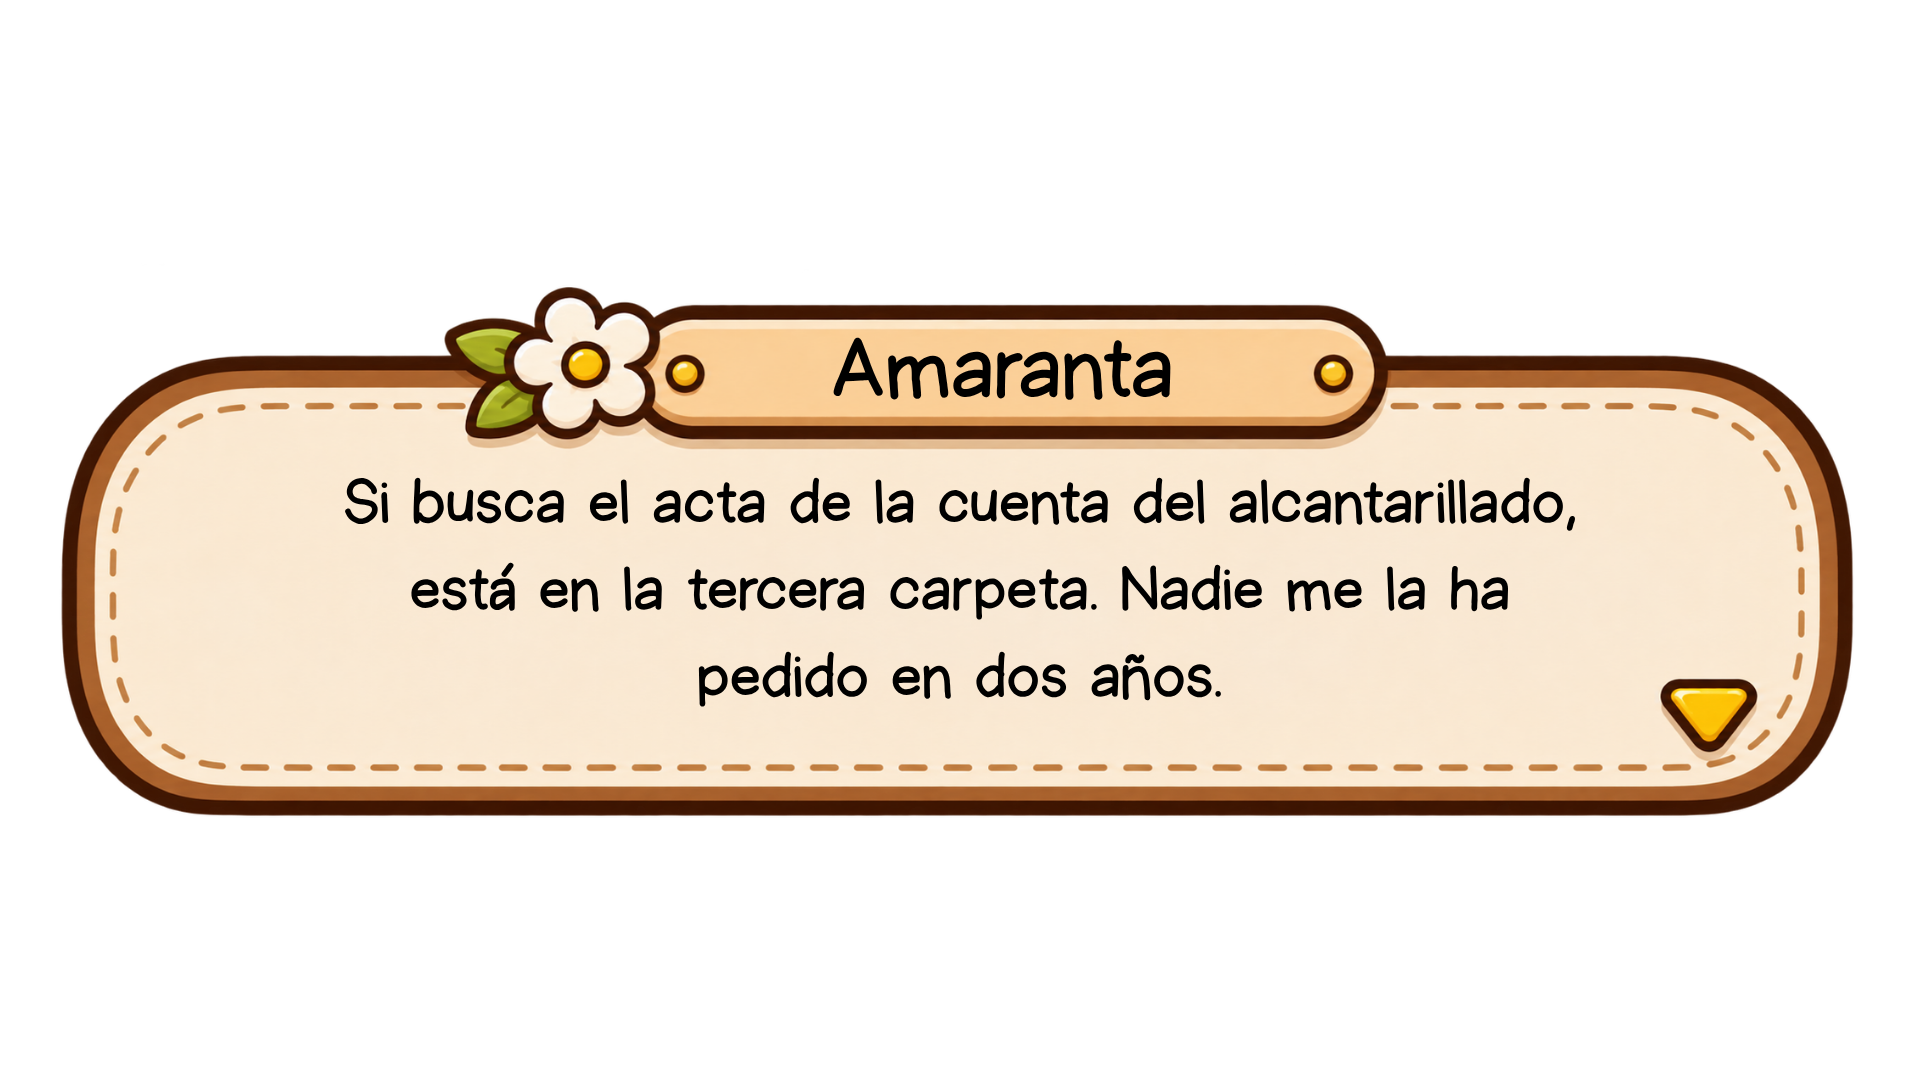 Amaranta
Si busca el acta de la cuenta del alcantarillado,
está en la tercera carpeta. Nadie me la ha
pedido en dos años.